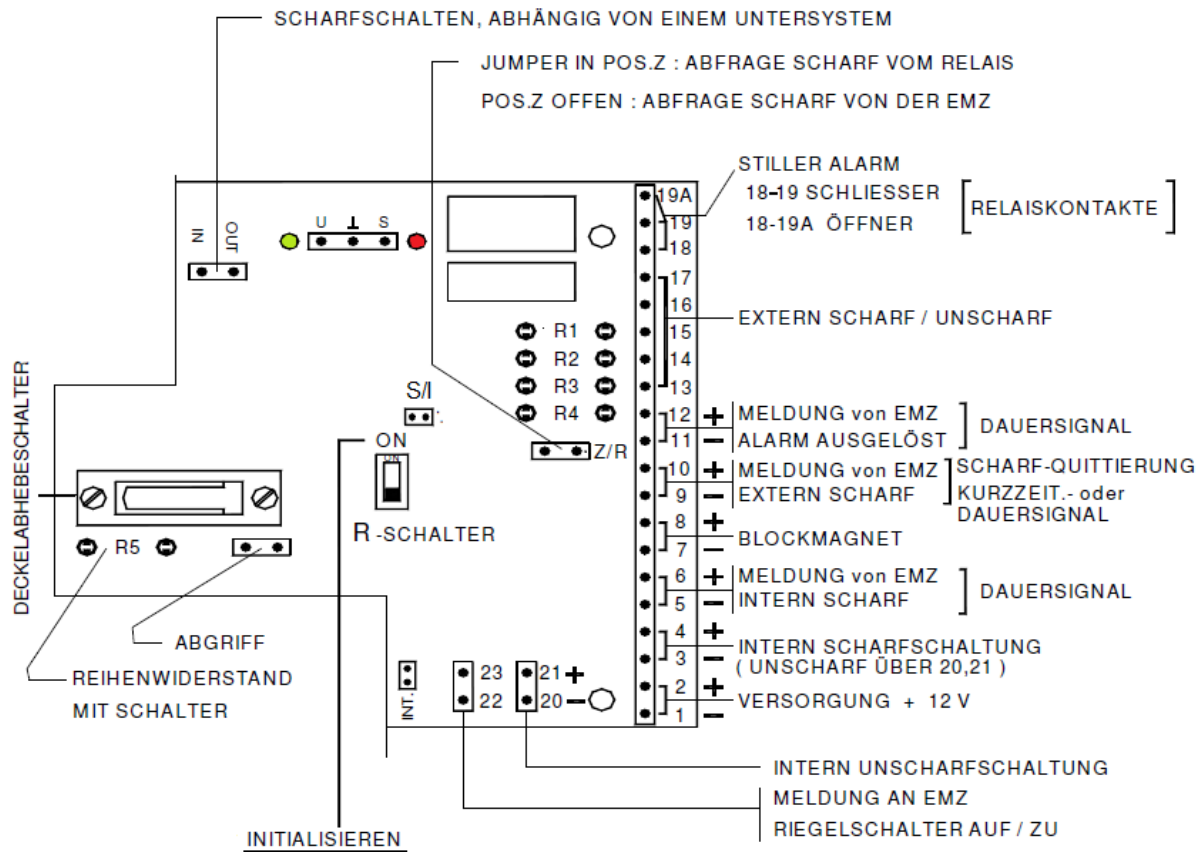 SCHARFSCHALTEN, ABHÄNGIG VON EINEM UNTERSYSTEM
JUMPER IN POS.Z : ABFRAGE SCHARF VOM RELAIS
POS.Z OFFEN : ABFRAGE SCHARF VON DER EMZ
STILLER ALARM
18-19 SCHLIESSER
18-19A ÖFFNER
RELAISKONTAKTE
IN
OUT
U ⊥ S
19A
19
18
17
16
15
14
13
12 +
11 −
10 +
9 −
8 +
7 −
6 +
5 −
4 +
3 −
2 +
1 −
EXTERN SCHARF / UNSCHARF
R1
R2
R3
R4
S/I
Z/R
ON
ON
R -SCHALTER
MELDUNG von EMZ
ALARM AUSGELÖST
DAUERSIGNAL
MELDUNG von EMZ
EXTERN SCHARF
SCHARF-QUITTIERUNG
KURZZEIT.- oder
DAUERSIGNAL
BLOCKMAGNET
MELDUNG von EMZ
INTERN SCHARF
DAUERSIGNAL
INTERN SCHARFSCHALTUNG
( UNSCHARF ÜBER 20,21 )
VERSORGUNG + 12 V
DECKELABHEBESCHALTER
R5
ABGRIFF
REIHENWIDERSTAND
MIT SCHALTER
INT.
23
22
21 +
20 −
INTERN UNSCHARFSCHALTUNG
MELDUNG AN EMZ
RIEGELSCHALTER AUF / ZU
INITIALISIEREN